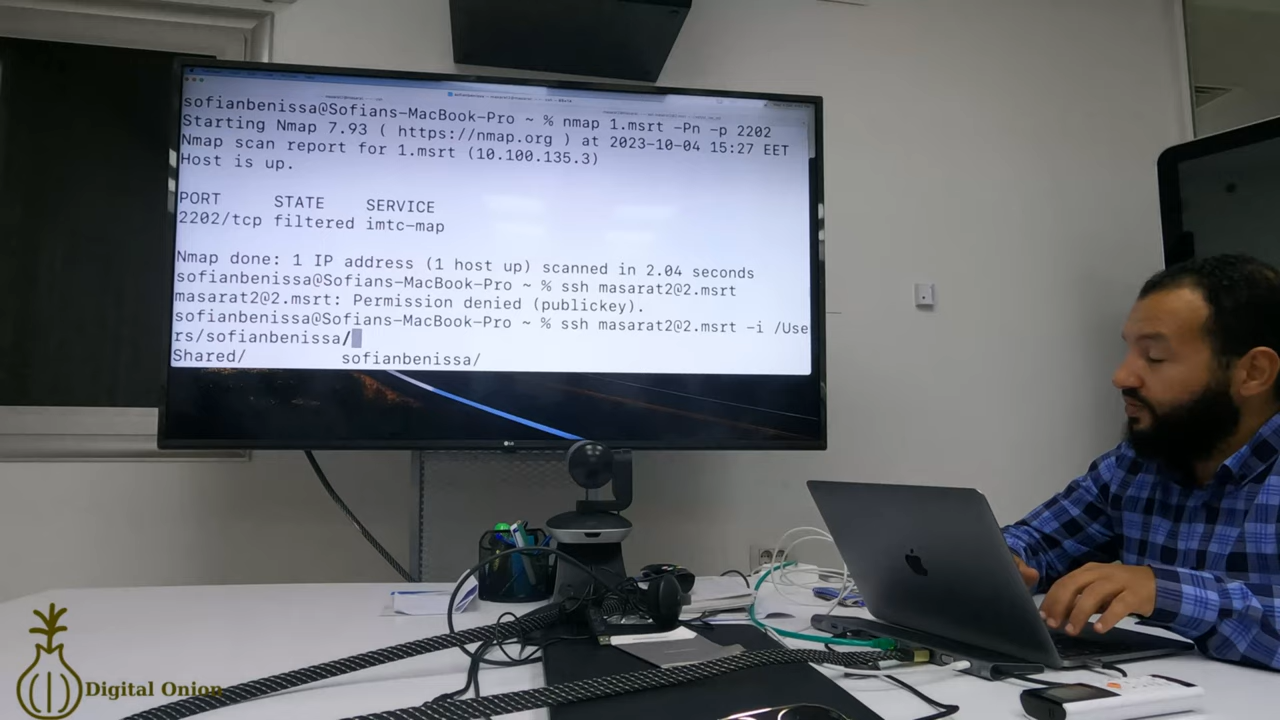 sofianbenissa@Sofians-MacBook-Pro ~ % nmap 1.msrt -Pn -p 2202
Starting Nmap 7.93 ( https://nmap.org ) at 2023-10-04 15:27 EET
Nmap scan report for 1.msrt (10.100.135.3)
Host is up.
PORT STATE SERVICE
2202/tcp filtered imtc-map
Nmap done: 1 IP address (1 host up) scanned in 2.04 seconds
sofianbenissa@Sofians-MacBook-Pro ~ % ssh masarat2@2.msrt
masarat2@2.msrt: Permission denied (publickey).
sofianbenissa@Sofians-MacBook-Pro ~ % ssh masarat2@2.msrt -i /Use
rs/sofianbenissa/
Shared/ sofianbenissa/
LG
Digital Onion